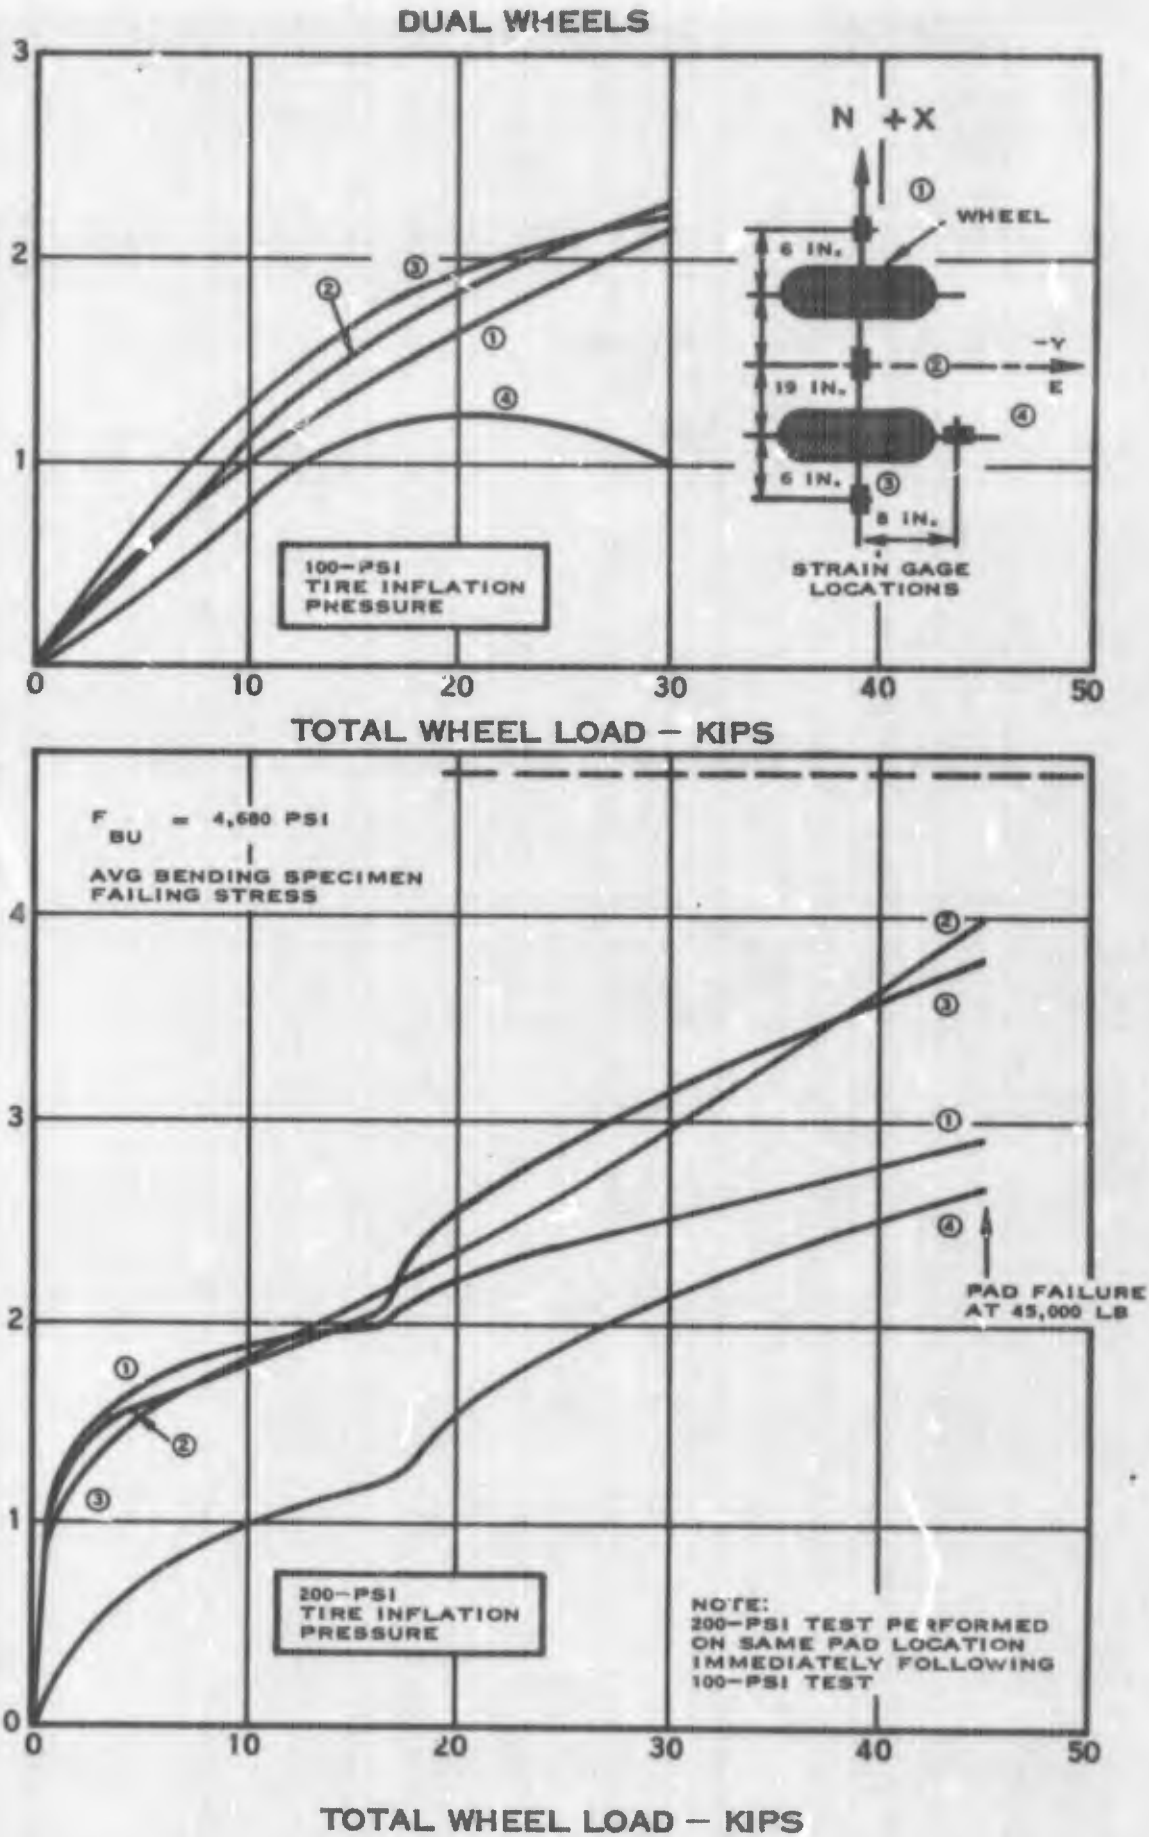 DUAL WHEELS
3
2
1
N +X
①
WHEEL
6 IN.
③
②
①
④
-Y
②
E
19 IN.
④
6 IN.
③
8 IN.
STRAIN GAGE
LOCATIONS
100-PSI
TIRE INFLATION
PRESSURE
0 10 20 30 40 50
TOTAL WHEEL LOAD — KIPS
F BU = 4,680 PSI
AVG BENDING SPECIMEN
FAILING STRESS
4
②
③
3
①
④
PAD FAILURE
AT 45,000 LB
2
①
②
③
1
200-PSI
TIRE INFLATION
PRESSURE
NOTE:
200-PSI TEST PERFORMED
ON SAME PAD LOCATION
IMMEDIATELY FOLLOWING
100-PSI TEST
0
0 10 20 30 40 50
TOTAL WHEEL LOAD — KIPS